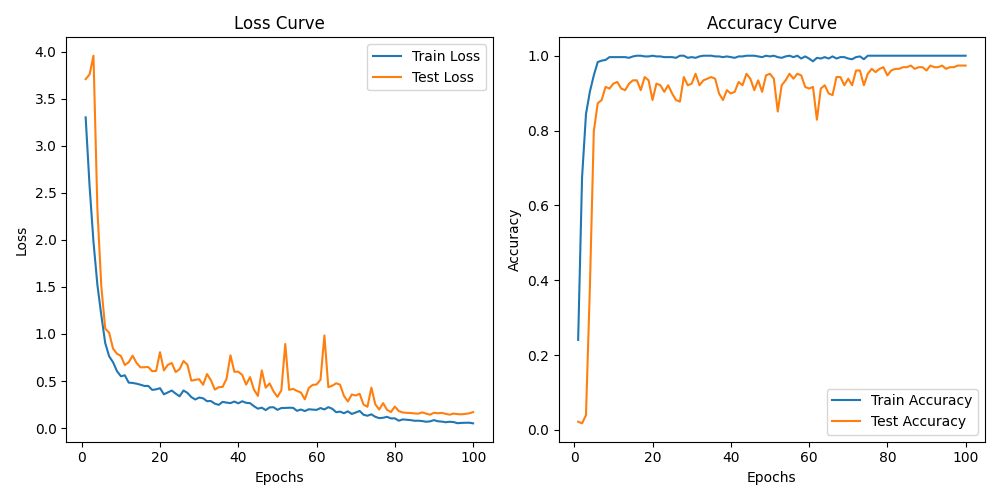 Loss Curve
4.0
3.5
3.0
2.5
2.0
1.5
1.0
0.5
0.0
Loss
0 20 40 60 80 100
Epochs
Train Loss
Test Loss
Accuracy Curve
1.0
0.8
0.6
0.4
0.2
0.0
Accuracy
0 20 40 60 80 100
Epochs
Train Accuracy
Test Accuracy